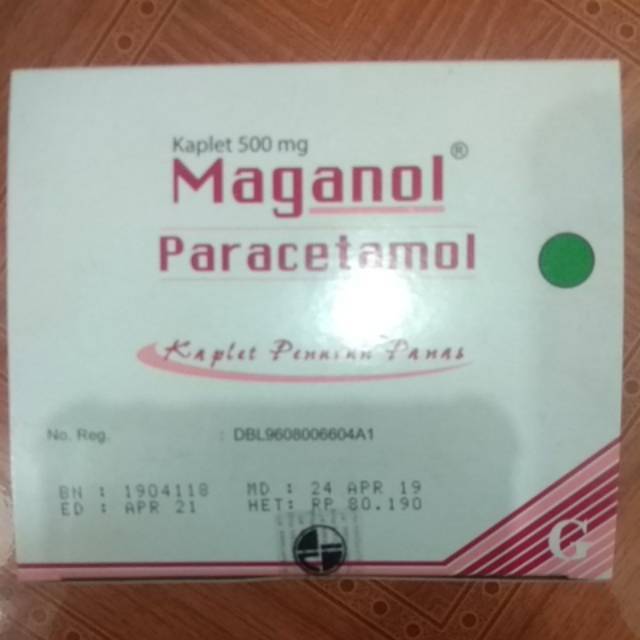 Kaplet 500 mg
Maganol®
Paracetamol
Kaplet Penurun Panas
No. Reg. : DBL9608006604A1
BN : 1904118 MD : 24 APR 19
ED : APR 21 HET: RP 80.190
G